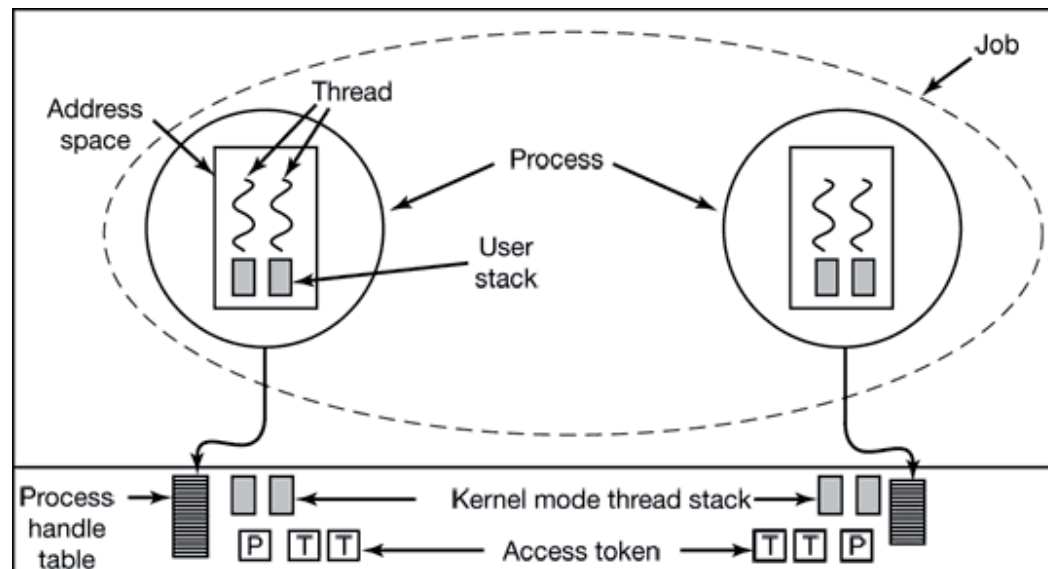 Job
Thread
Address
space
Process
User
stack
Process
handle
table
Kernel mode thread stack
P T T
Access token
T T P